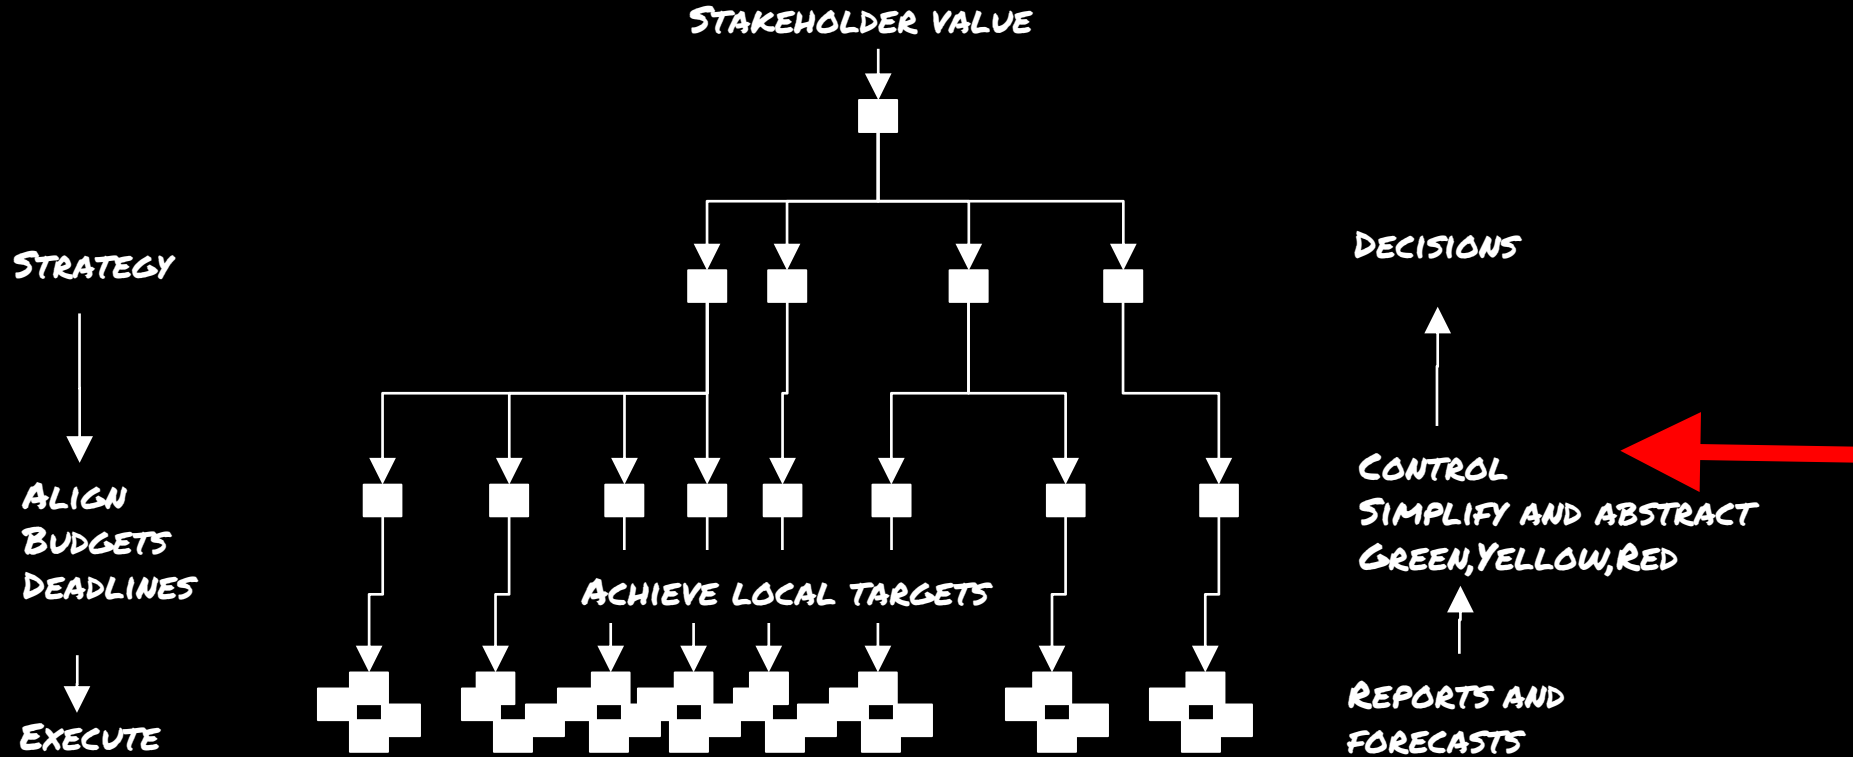 Stakeholder value
Strategy
Align
Budgets
Deadlines
Execute
Achieve local targets
Decisions
Control
Simplify and abstract
Green,Yellow,Red
Reports and
forecasts